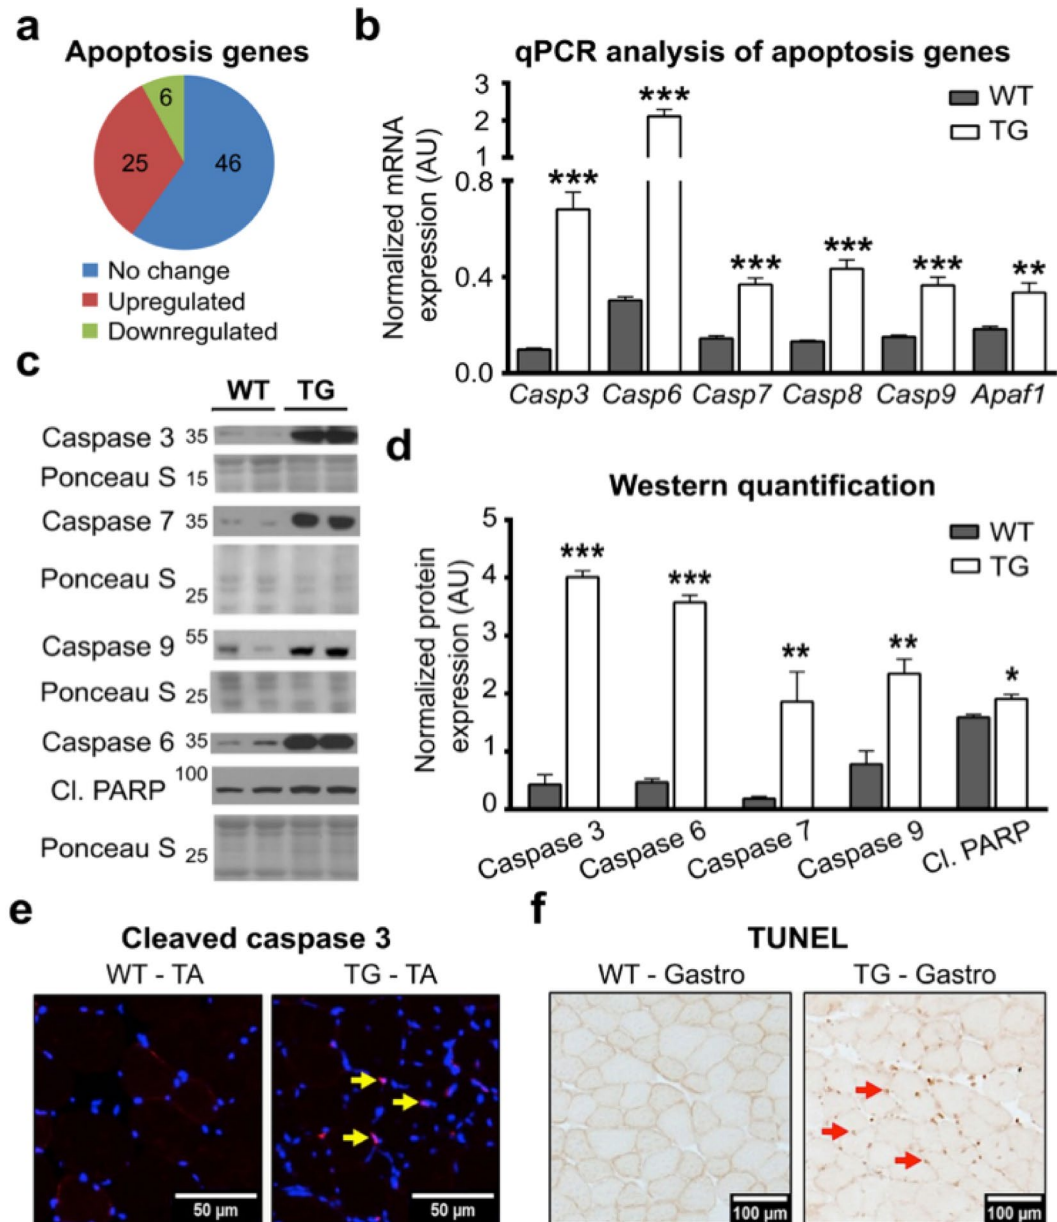 a
Apoptosis genes
6
25
46
No change
Upregulated
Downregulated
b
qPCR analysis of apoptosis genes
Normalized mRNA
expression (AU)
3
2
1
0.8
0.4
0.0
***
***
***
***
***
**
WT
TG
Casp3 Casp6 Casp7 Casp8 Casp9 Apaf1
c
WT TG
Caspase 3 35
Ponceau S 15
Caspase 7 35
Ponceau S 25
Caspase 9 55
Ponceau S 25
Caspase 6 35
Cl. PARP 100
Ponceau S 25
d
Western quantification
Normalized protein
expression (AU)
5
4
3
2
1
0
***
***
**
**
*
WT
TG
Caspase 3 Caspase 6 Caspase 7 Caspase 9 Cl. PARP
e
Cleaved caspase 3
WT - TA TG - TA
50 µm 50 µm
f
TUNEL
WT - Gastro TG - Gastro
100 µm 100 µm